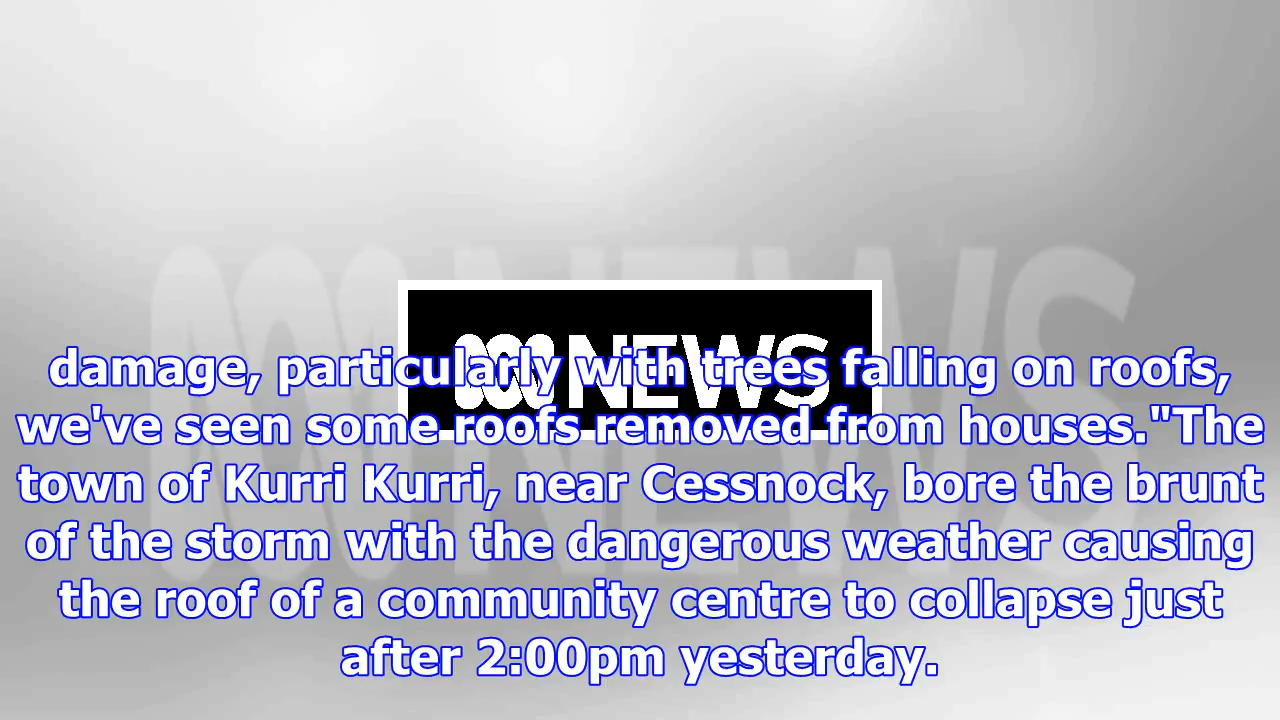 NEWS
NEWS
damage, particularly with trees falling on roofs,
we've seen some roofs removed from houses."The
town of Kurri Kurri, near Cessnock, bore the brunt
of the storm with the dangerous weather causing
the roof of a community centre to collapse just
after 2:00pm yesterday.